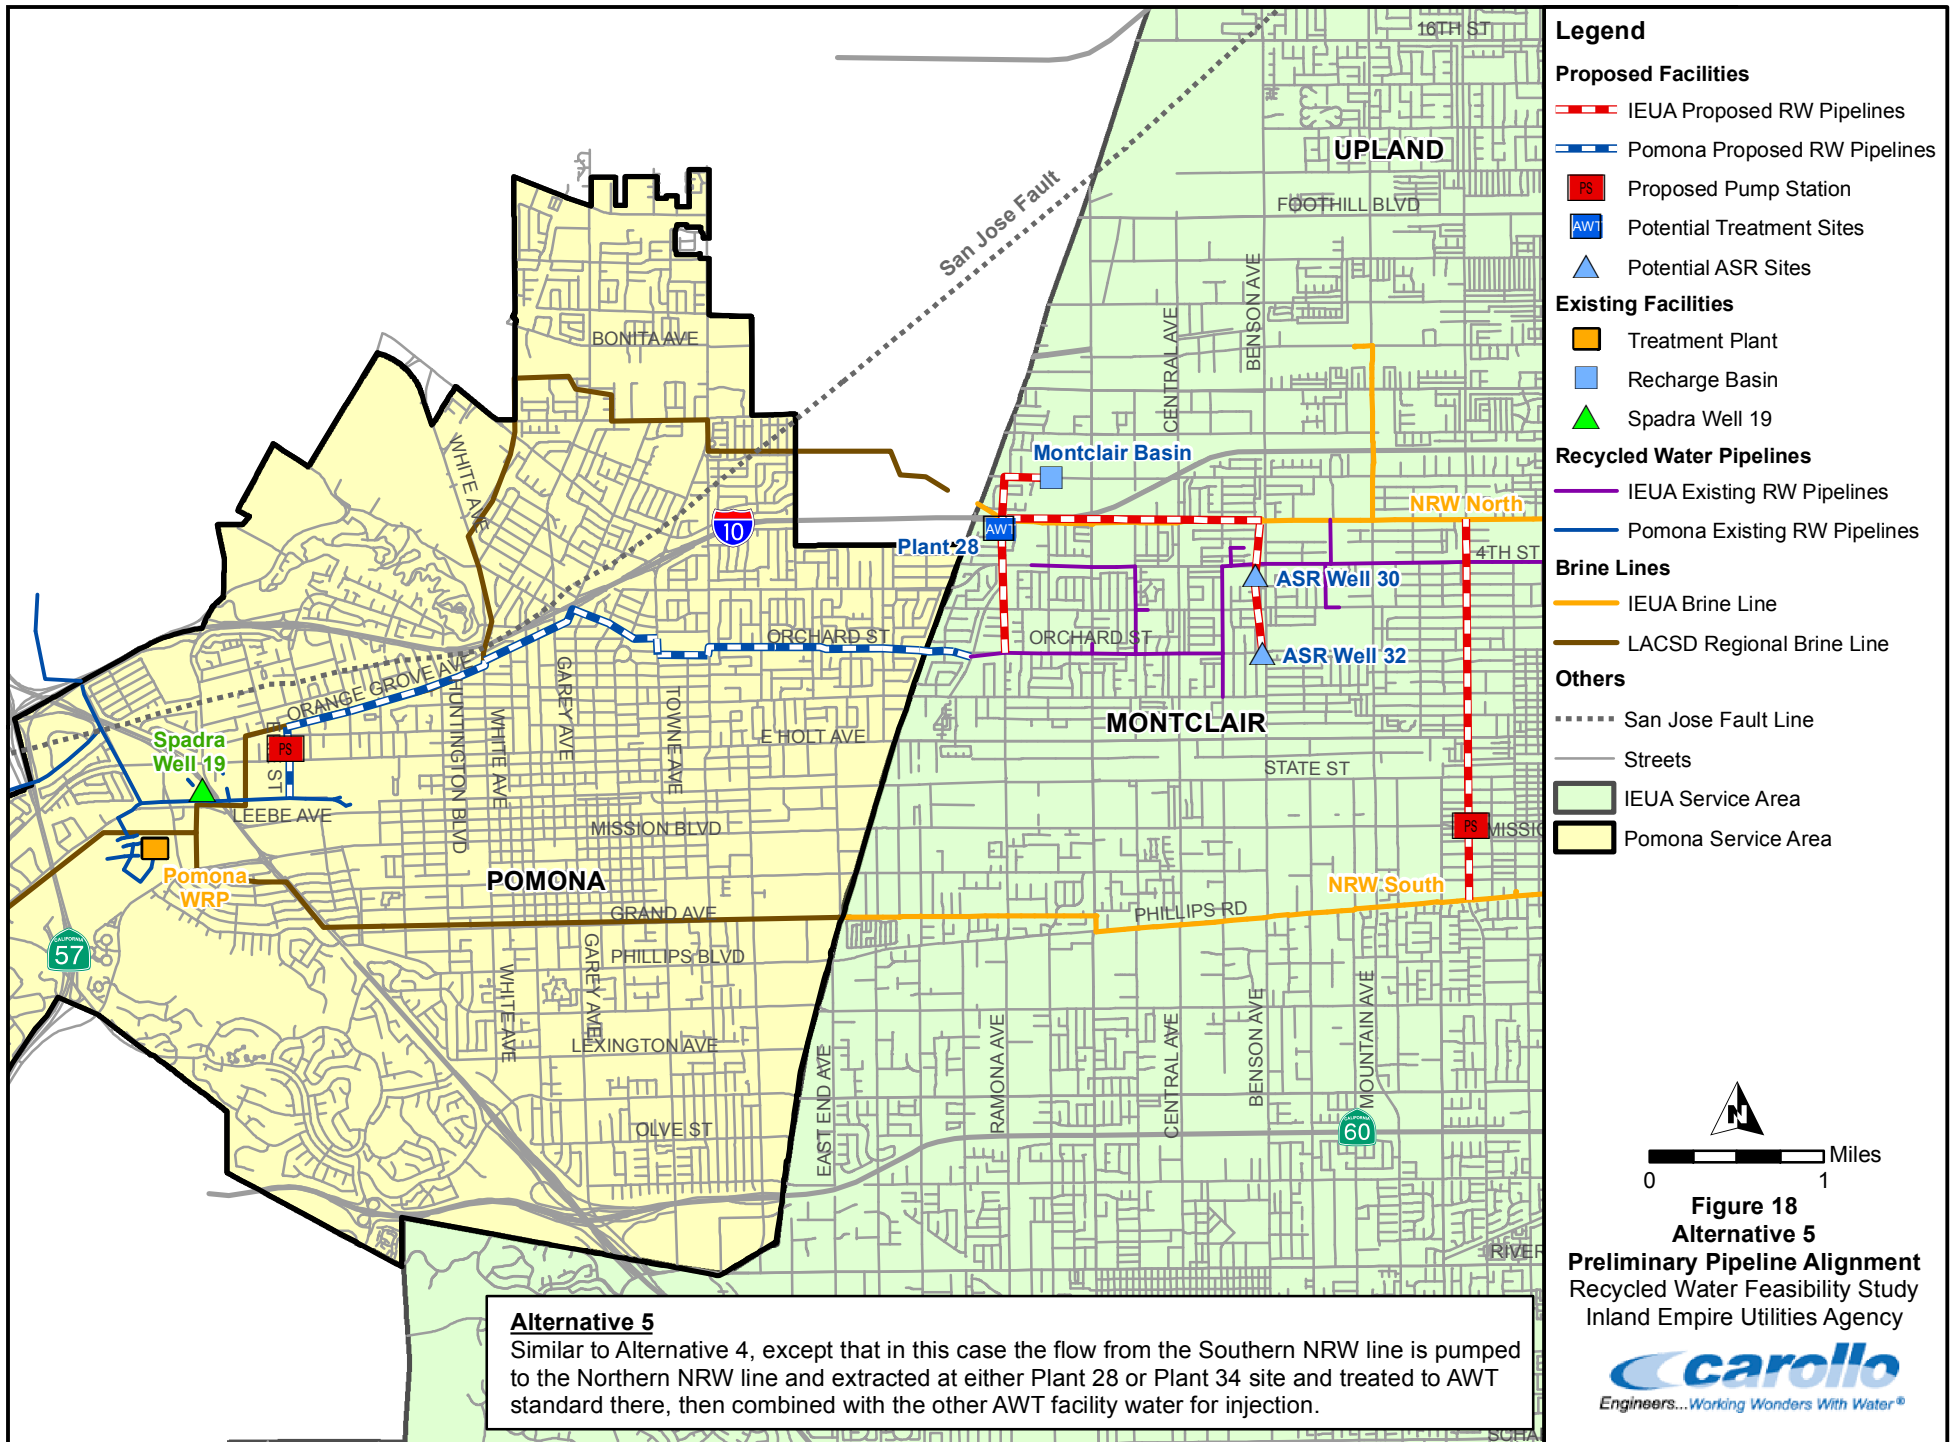 16TH ST
UPLAND
San Jose Fault
FOOTHILL BLVD
BENSON AVE
CENTRAL AVE
BONITA AVE
WHITE AVE
Montclair Basin
NRW North
10
AWT
Plant 28
4TH ST
ASR Well 30
ORCHARD ST
ORCHARD ST
ASR Well 32
ORANGE GROVE AVE
GAREY AVE
HUNTINGTON BLVD
WHITE AVE
TOWNE AVE
MONTCLAIR
Spadra
Well 19
PS
E ST
E HOLT AVE
STATE ST
LEEBE AVE
MISSION BLVD
PS
MISSIO
Pomona
WRP
POMONA
NRW South
GRAND AVE
PHILLIPS RD
CALIFORNIA
57
PHILLIPS BLVD
GAREY AVE
WHITE AVE
LEXINGTON AVE
EAST END AVE
RAMONA AVE
CENTRAL AVE
BENSON AVE
MOUNTAIN AVE
OLVE ST
CALIFORNIA
60
RIVER
SCHA
Alternative 5
Similar to Alternative 4, except that in this case the flow from the Southern NRW line is pumped
to the Northern NRW line and extracted at either Plant 28 or Plant 34 site and treated to AWT
standard there, then combined with the other AWT facility water for injection.
Legend
Proposed Facilities
IEUA Proposed RW Pipelines
Pomona Proposed RW Pipelines
PS Proposed Pump Station
AWT Potential Treatment Sites
Potential ASR Sites
Existing Facilities
Treatment Plant
Recharge Basin
Spadra Well 19
Recycled Water Pipelines
IEUA Existing RW Pipelines
Pomona Existing RW Pipelines
Brine Lines
IEUA Brine Line
LACSD Regional Brine Line
Others
San Jose Fault Line
Streets
IEUA Service Area
Pomona Service Area
N
Miles
0 1
Figure 18
Alternative 5
Preliminary Pipeline Alignment
Recycled Water Feasibility Study
Inland Empire Utilities Agency
carollo
Engineers...Working Wonders With Water®